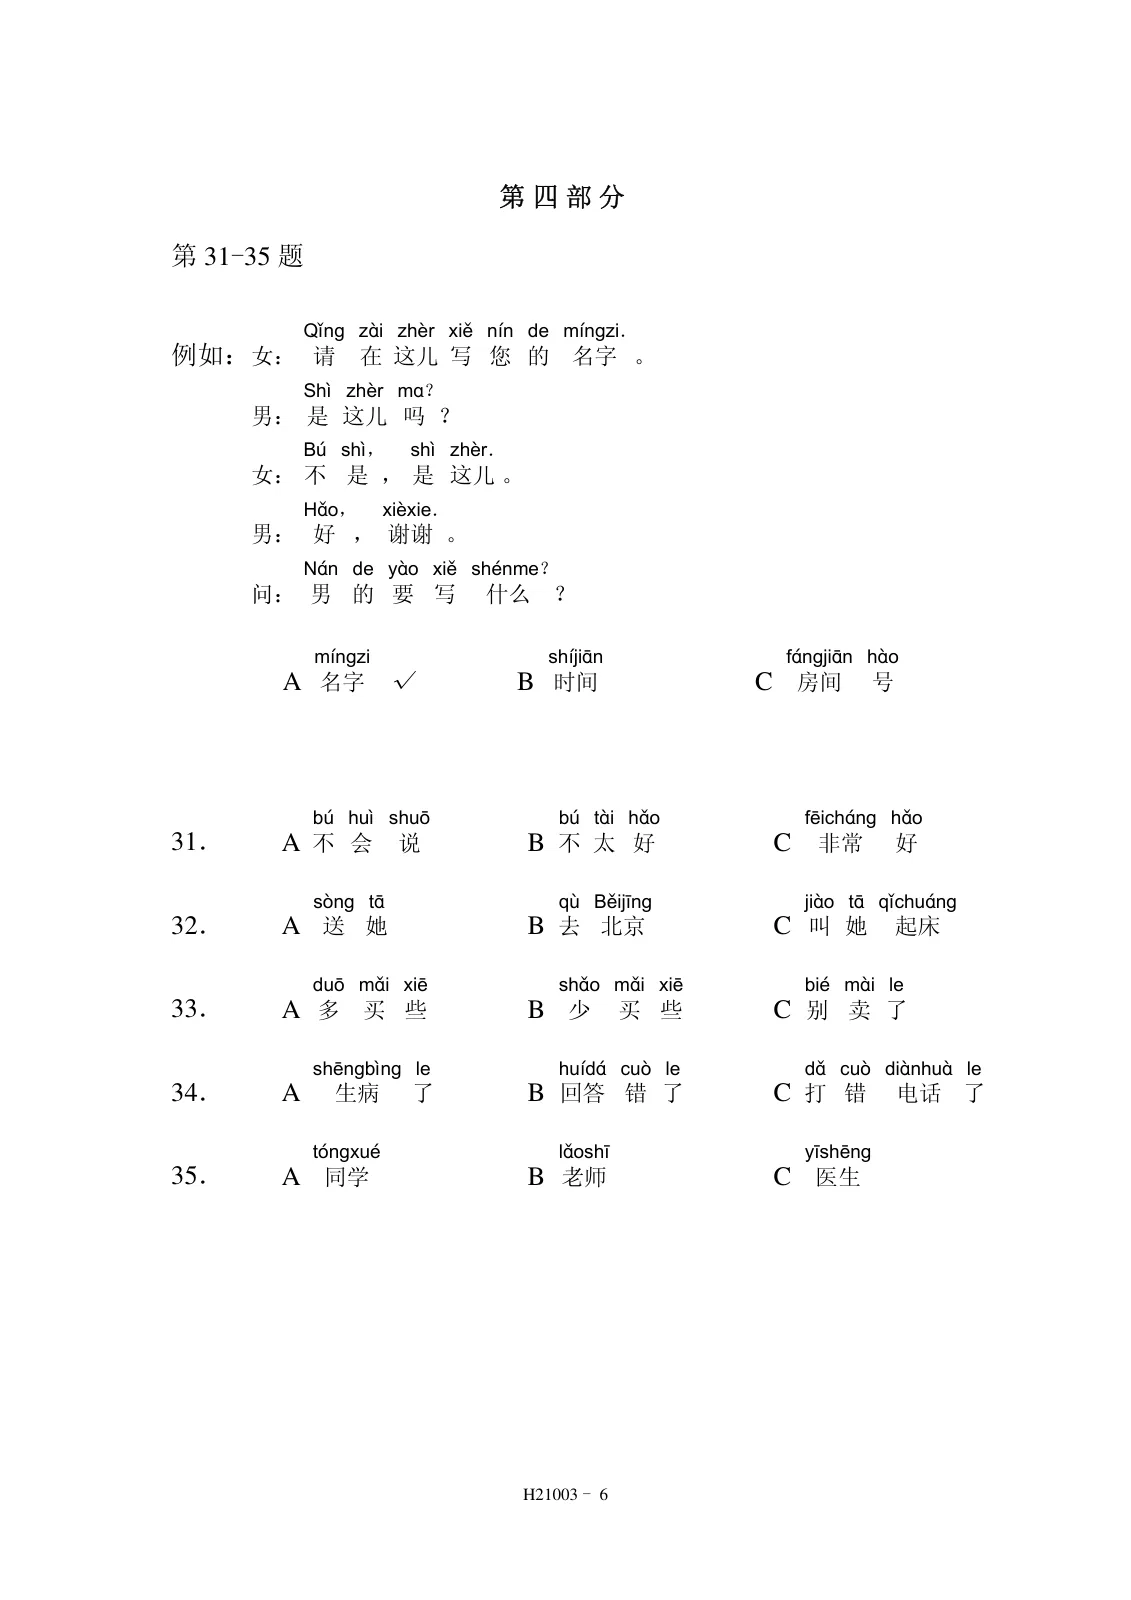 第四部分
第 31-35 题
Qǐng zài zhèr xiě nín de míngzi.
例如：女：请在这儿写您的名字。
Shì zhèr ma?
男：是这儿吗？
Bú shì, shì zhèr.
女：不是，是这儿。
Hǎo, xièxie.
男：好，谢谢。
Nán de yào xiě shénme?
问：男的要写什么？
míngzi shíjiān fángjiān hào
A 名字 √ B 时间 C 房间号
bú huì shuō bú tài hǎo fēicháng hǎo
31. A 不会说 B 不太好 C 非常好
sòng tā qù Běijīng jiào tā qǐchuáng
32. A 送她 B 去北京 C 叫她起床
duō mǎi xiē shǎo mǎi xiē bié mài le
33. A 多买些 B 少买些 C 别卖了
shēngbìng le huídá cuò le dǎ cuò diànhuà le
34. A 生病了 B 回答错了 C 打错电话了
tóngxué lǎoshī yīshēng
35. A 同学 B 老师 C 医生
H21003 - 6